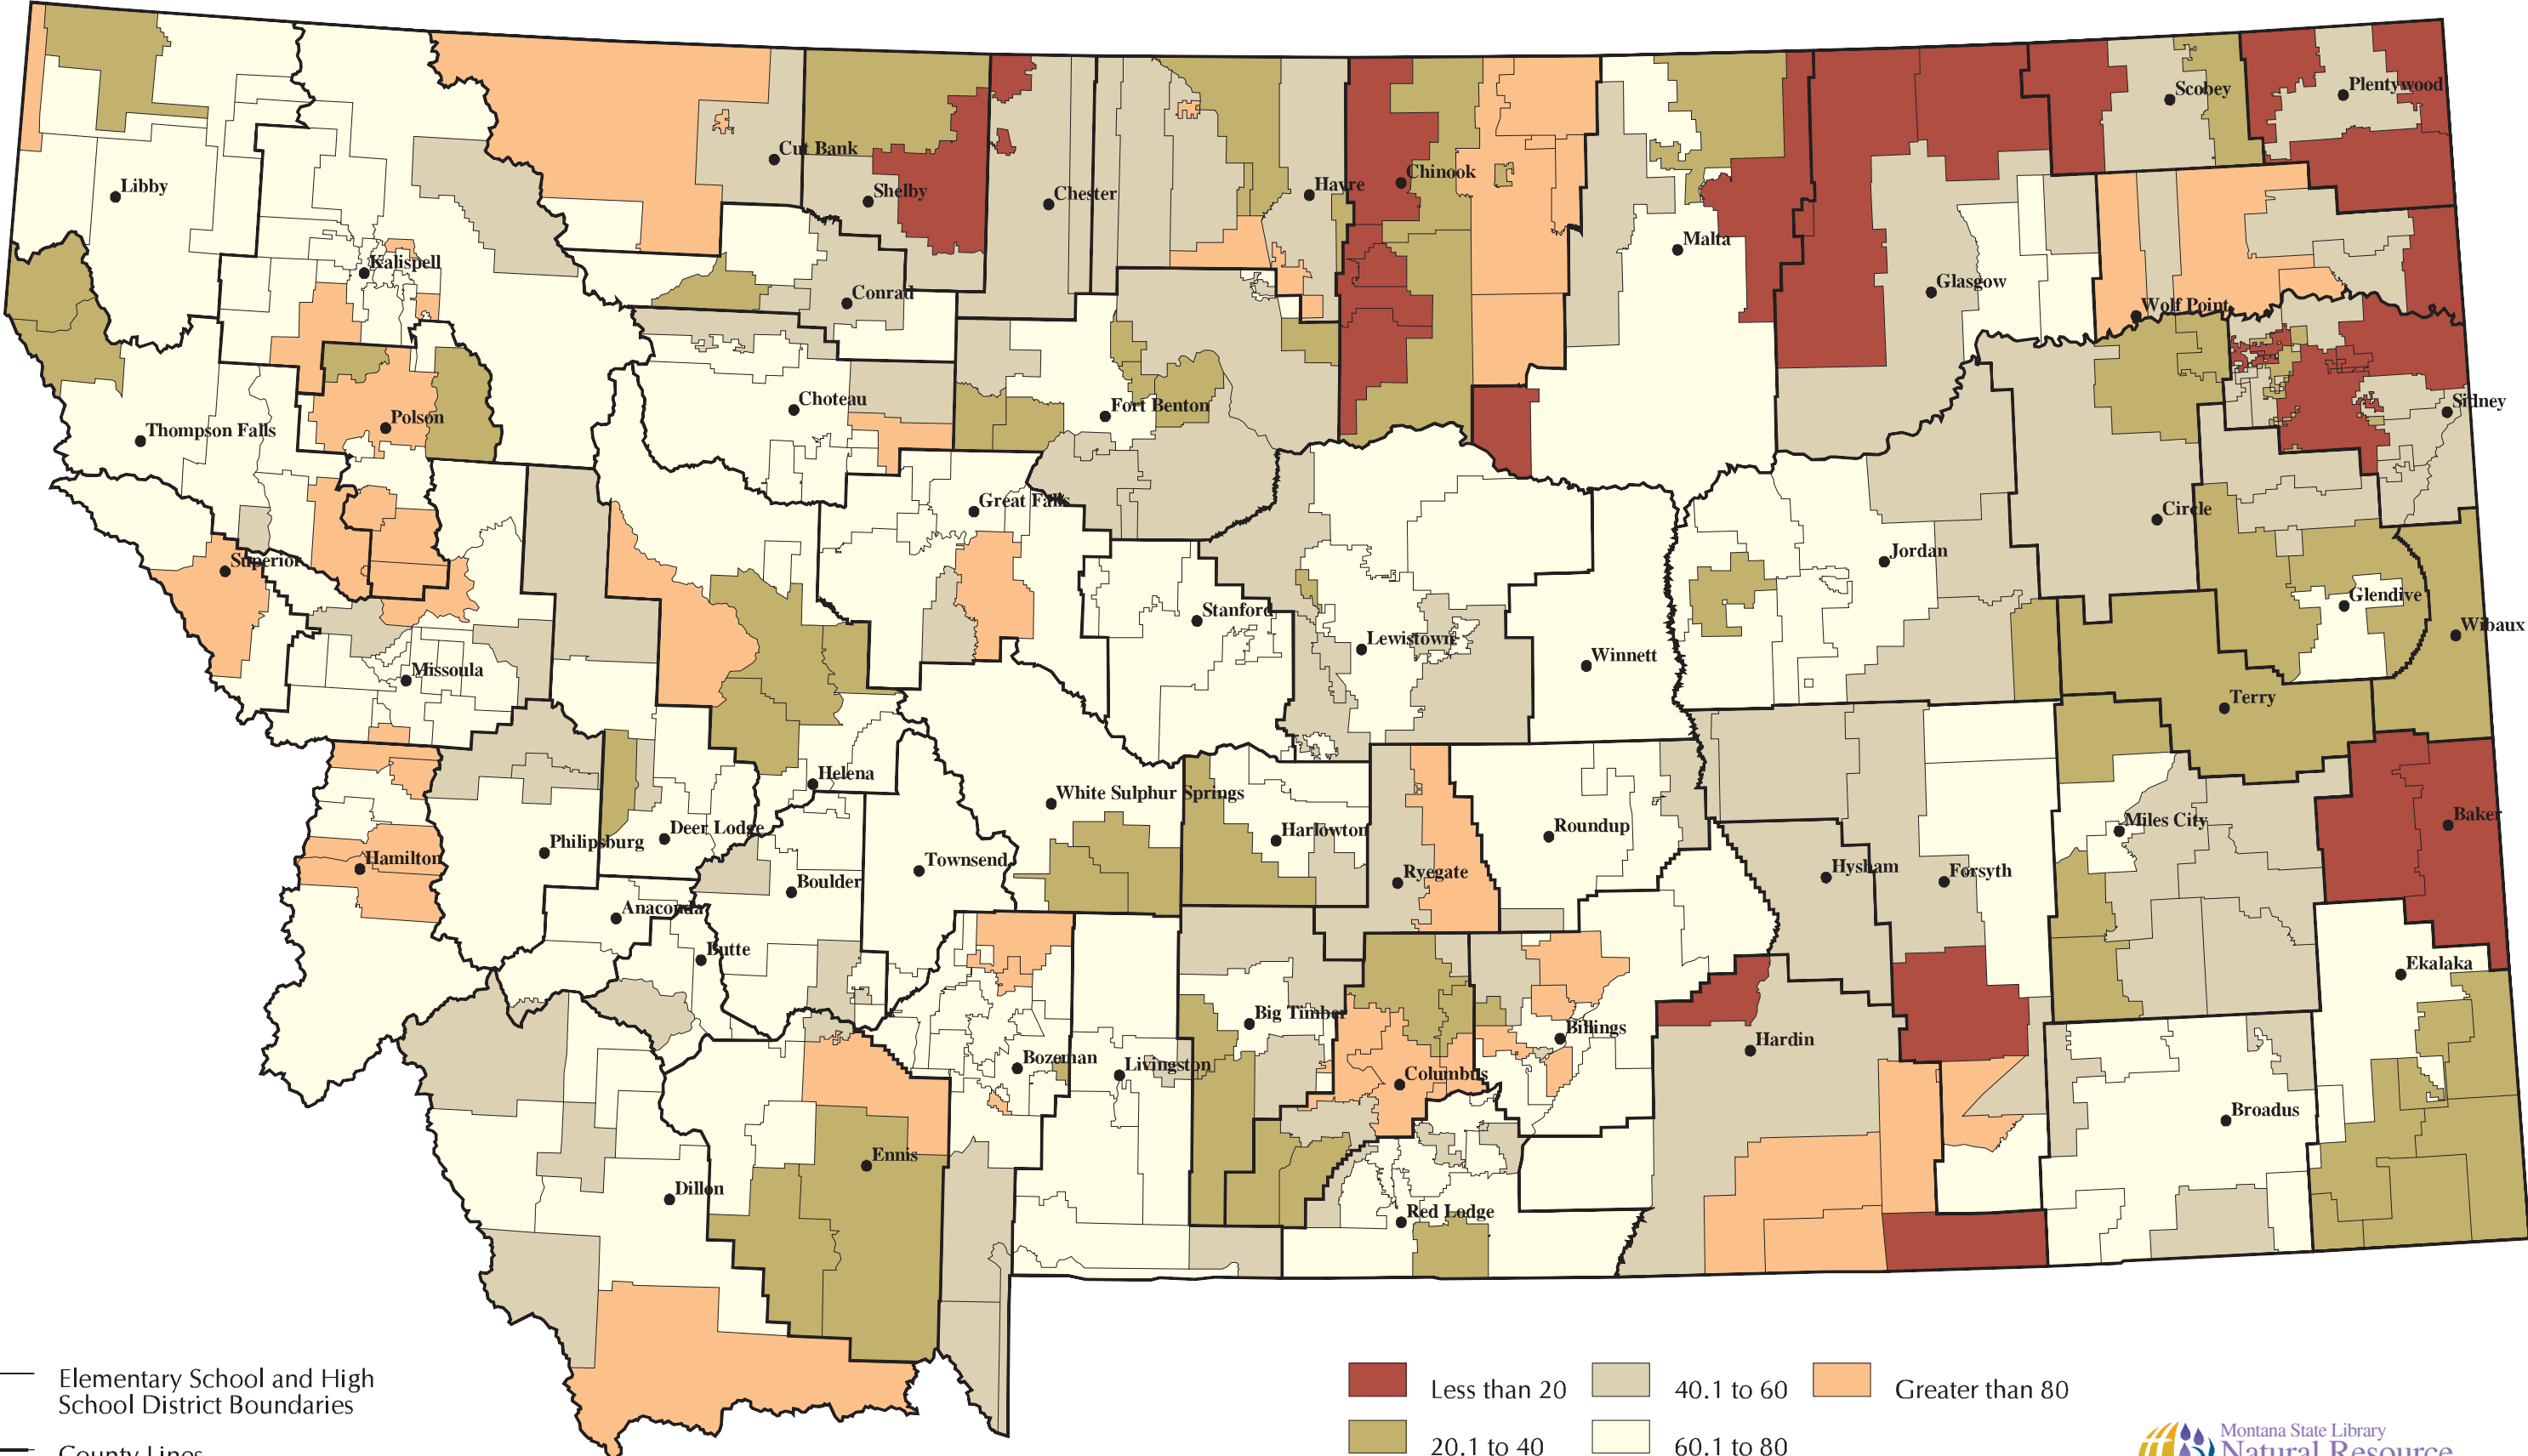 Scobey
Plentywood
Cut Bank
Libby
Shelby
Chester
Havre
Chinook
Malta
Kalispell
Conrad
Glasgow
Wolf Point
Choteau
Fort Benton
Sidney
Polson
Thompson Falls
Great Falls
Circle
Jordan
Superior
Glendive
Stanford
Wibaux
Lewistown
Winnett
Missoula
Terry
Helena
White Sulphur Springs
Baker
Miles City
Deer Lodge
Harlowton
Roundup
Philipsburg
Hamilton
Townsend
Ryegate
Hysham
Forsyth
Boulder
Anaconda
Butte
Ekalaka
Big Timber
Billings
Hardin
Bozeman
Livingston
Columbus
Broadus
Ennis
Dillon
Red Lodge
Elementary School and High
School District Boundaries
County Lines
Less than 20
40.1 to 60
Greater than 80
20.1 to 40
60.1 to 80
Montana State Library
Natural Resource